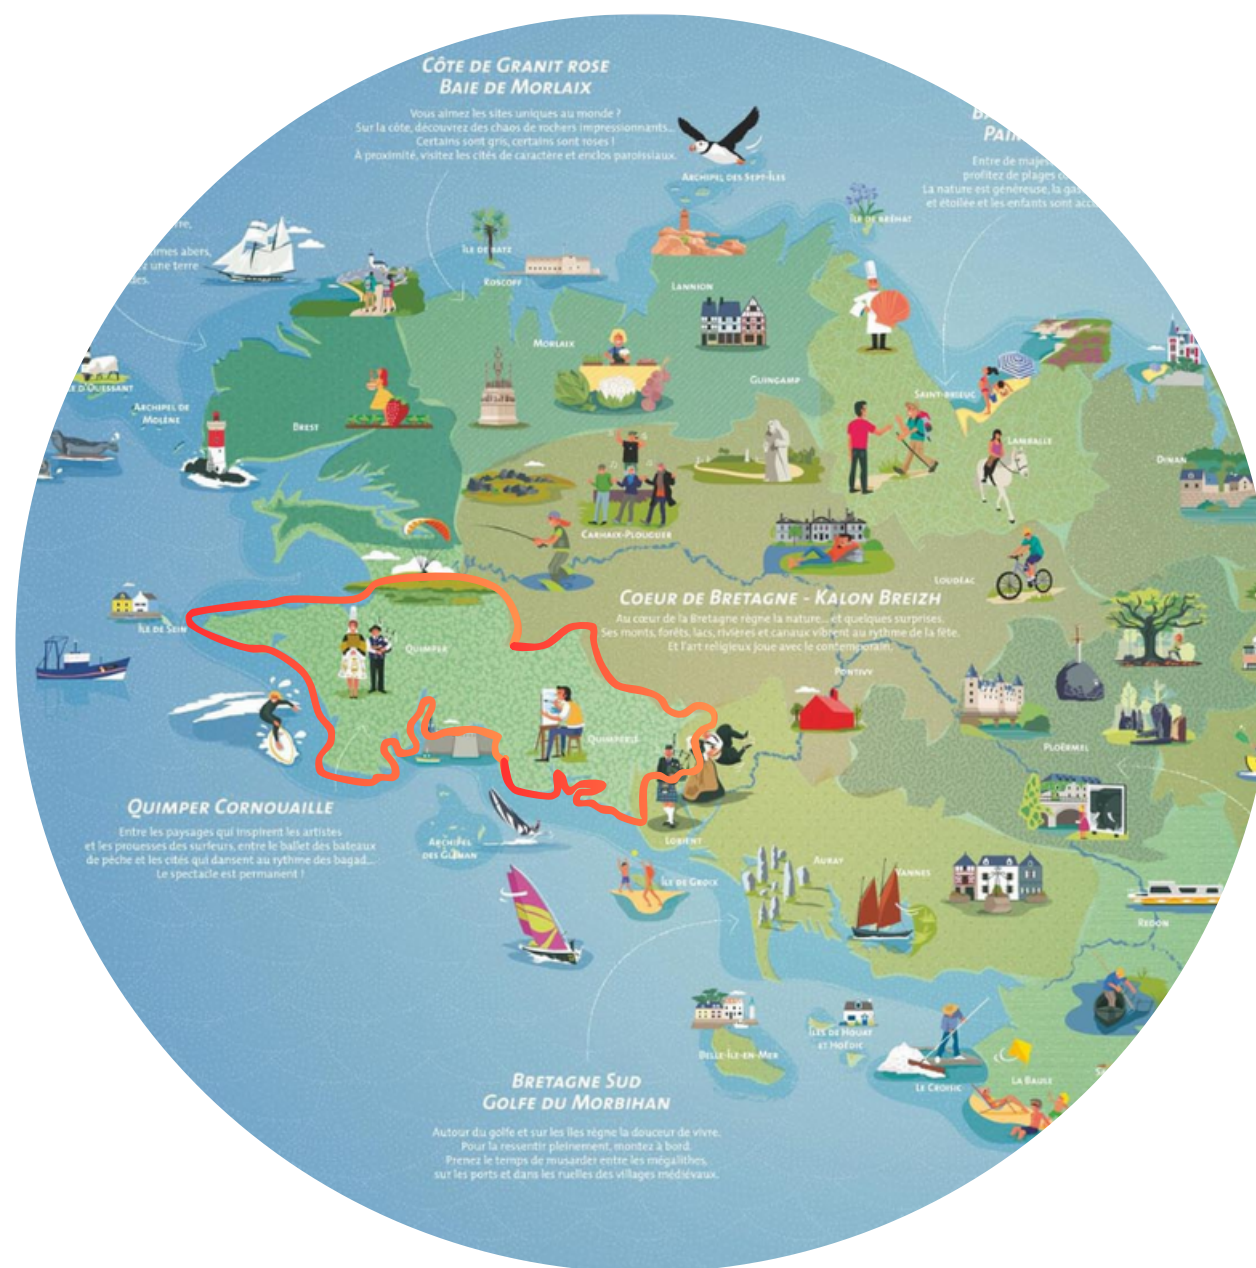 CÔTE DE GRANIT ROSE
BAIE DE MORLAIX
Vous aimez les sites uniques au monde ?
Sur la côte, découvrez des chaos de rochers impressionnants...
Certains sont gris, certains sont roses !
À proximité, visitez les cités de caractère et enclos paroissiaux.
ARCHIPEL DES SEPT-ÎLES
Entre de
profitez de plages
La nature est généreuse, la
et étoilée et les enfants sont
ÎLE DE BRÉHAT
abers,
une terre
ÎLE DE BATZ
ROSCOFF
LANNION
MORLAIX
GUINGAMP
SAINT-BRIEUC
D'OUESSANT
ARCHIPEL DE
MOLÈNE
BREST
LAMBALLE
DINAN
CARHAIX-PLOUGUER
LOUDÉAC
COEUR DE BRETAGNE - KALON BREIZH
Au cœur de la Bretagne règne la nature... et quelques surprises.
Ses monts, forêts, lacs, rivières et canaux vibrent au rythme de la fête.
Et l'art religieux joue avec le contemporain.
ÎLE DE SEIN
QUIMPER
PONTIVY
QUIMPERLÉ
PLOËRMEL
QUIMPER CORNOUAILLE
Entre les paysages qui inspirent les artistes
et les prouesses des surfeurs, entre le ballet des bateaux
de pêche et les cités qui dansent au rythme des bagad...
Le spectacle est permanent !
ARCHIPEL
DES GLÉNAN
LORIENT
AURAY
VANNES
ÎLE DE GROIX
REDON
BELLE-ÎLE-EN-MER
ÎLES DE HOUAT
ET HOËDIC
LE CROISIC
LA BAULE
BRETAGNE SUD
GOLFE DU MORBIHAN
Autour du golfe et sur les îles règne la douceur de vivre.
Pour la ressentir pleinement, montez à bord.
Prenez le temps de musarder entre les mégalithes,
sur les ports et dans les ruelles des villages médiévaux.